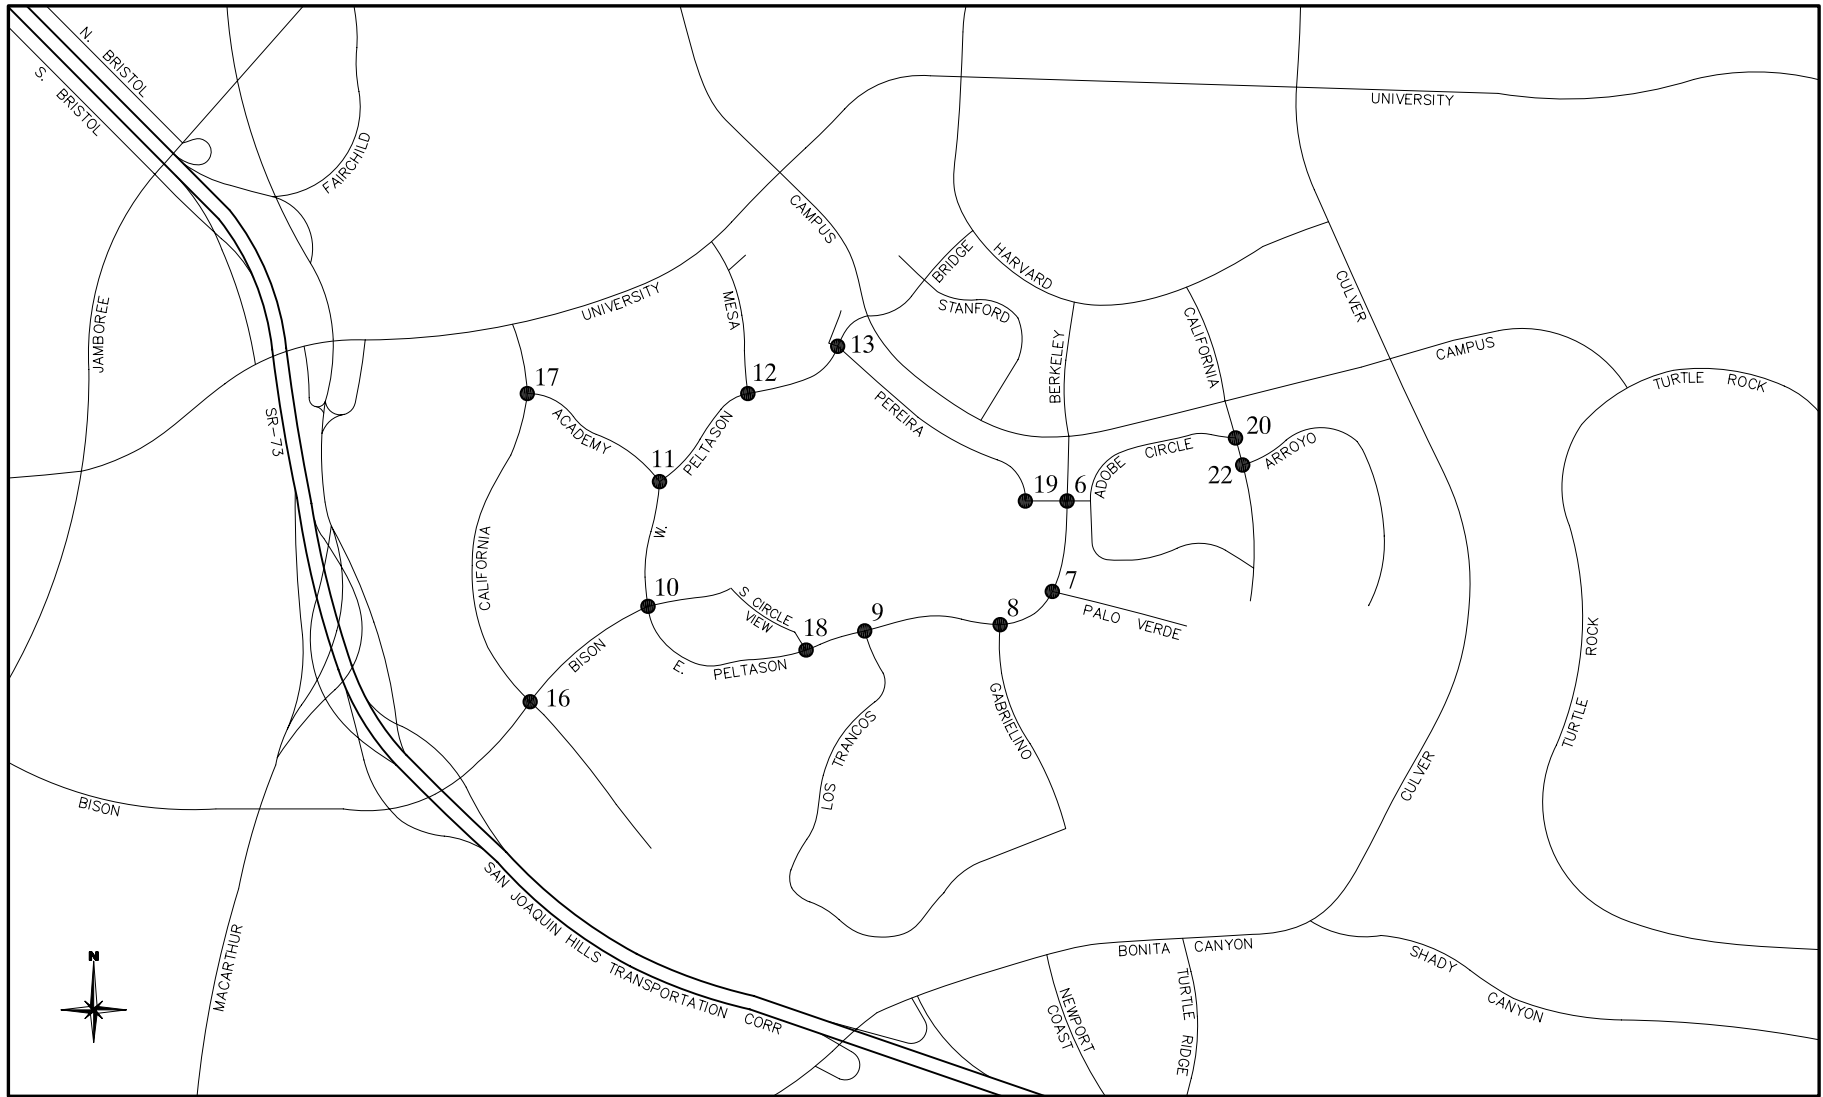 N. BRISTOL
S. BRISTOL
FAIRCHILD
UNIVERSITY
CAMPUS
BRIDGE
HARVARD
STANFORD
CULVER
JAMBOREE
UNIVERSITY
MESA
BERKELEY
CALIFORNIA
CAMPUS
TURTLE ROCK
13
12
17
PEREIRA
ACADEMY
SR-73
PELTASON
20
ARROYO
22
ADOBE CIRCLE
11
19
6
W.
CALIFORNIA
10
7
S CIRCLE
VIEW
9
8
PALO VERDE
18
TURTLE ROCK
BISON
E. PELTASON
16
GABRIELINO
LOS TRANCOS
CULVER
BISON
SAN JOAQUIN HILLS TRANSPORTATION CORR
MACARTHUR
BONITA CANYON
SHADY CANYON
N
NEWPORT
COAST
TURTLE RIDGE